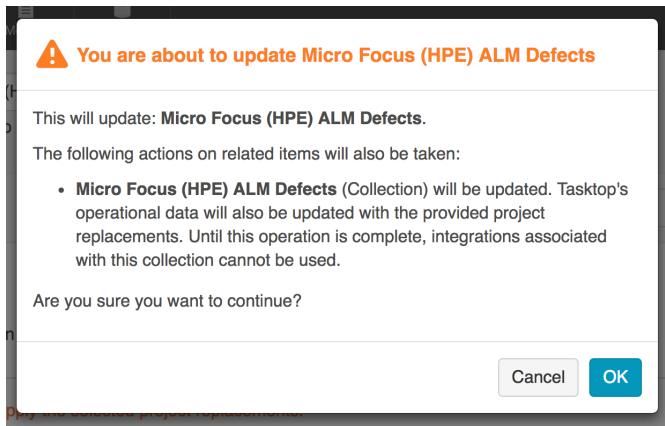 You are about to update Micro Focus (HPE) ALM Defects
This will update: Micro Focus (HPE) ALM Defects.
The following actions on related items will also be taken:
• Micro Focus (HPE) ALM Defects (Collection) will be updated. Tasktop's
operational data will also be updated with the provided project
replacements. Until this operation is complete, integrations associated
with this collection cannot be used.
Are you sure you want to continue?
Cancel
OK